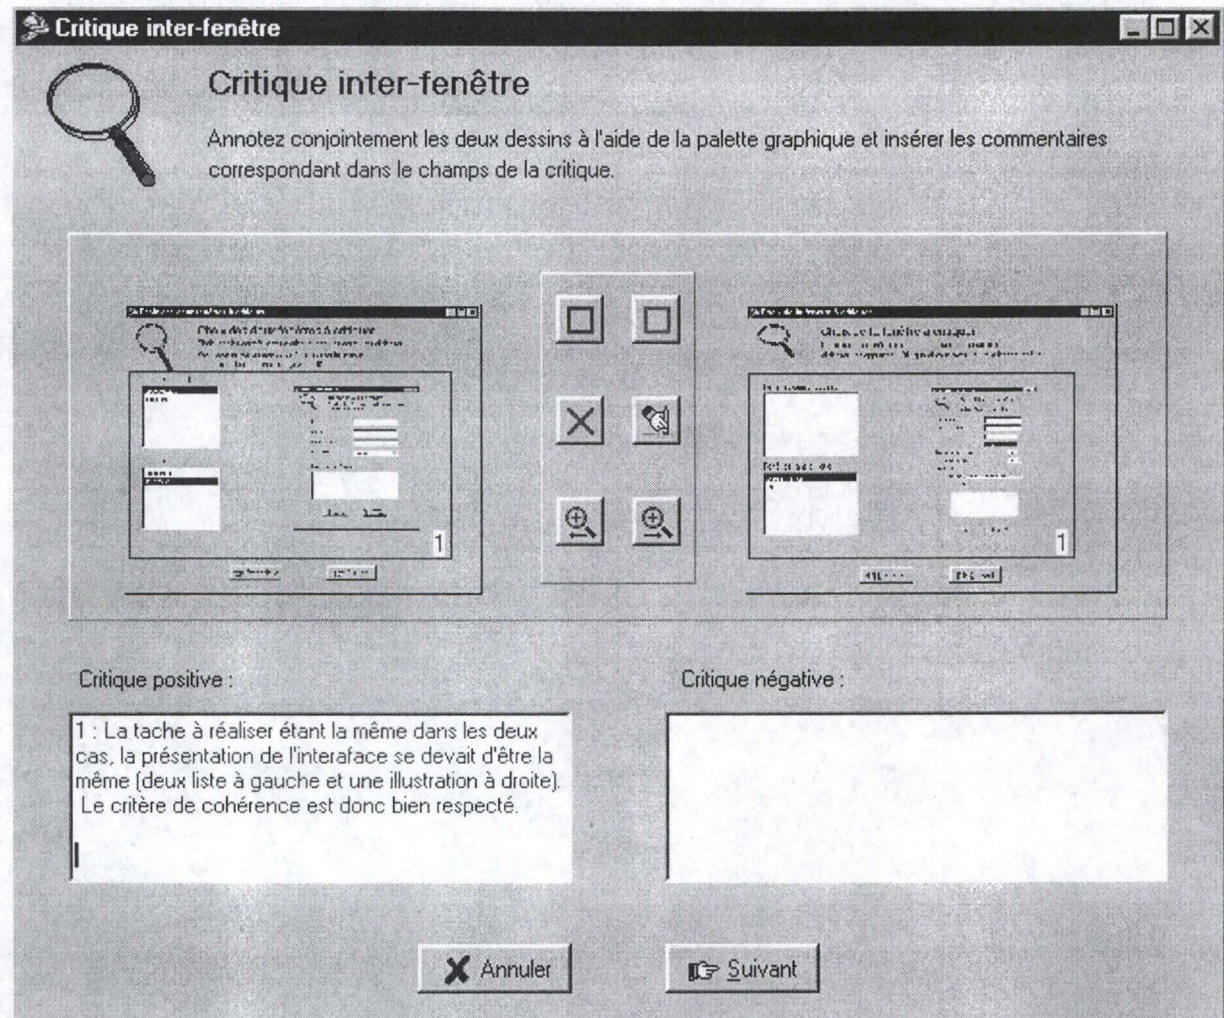 Critique inter-fenêtre
Critique inter-fenêtre
Annotez conjointement les deux dessins à l'aide de la palette graphique et insérer les commentaires
correspondant dans le champs de la critique.
1
1
Critique positive :
Critique négative :
1 : La tache à réaliser étant la même dans les deux
cas, la présentation de l'interaface se devait d'être la
même (deux liste à gauche et une illustration à droite).
Le critère de cohérence est donc bien respecté.
Annuler
Suivant